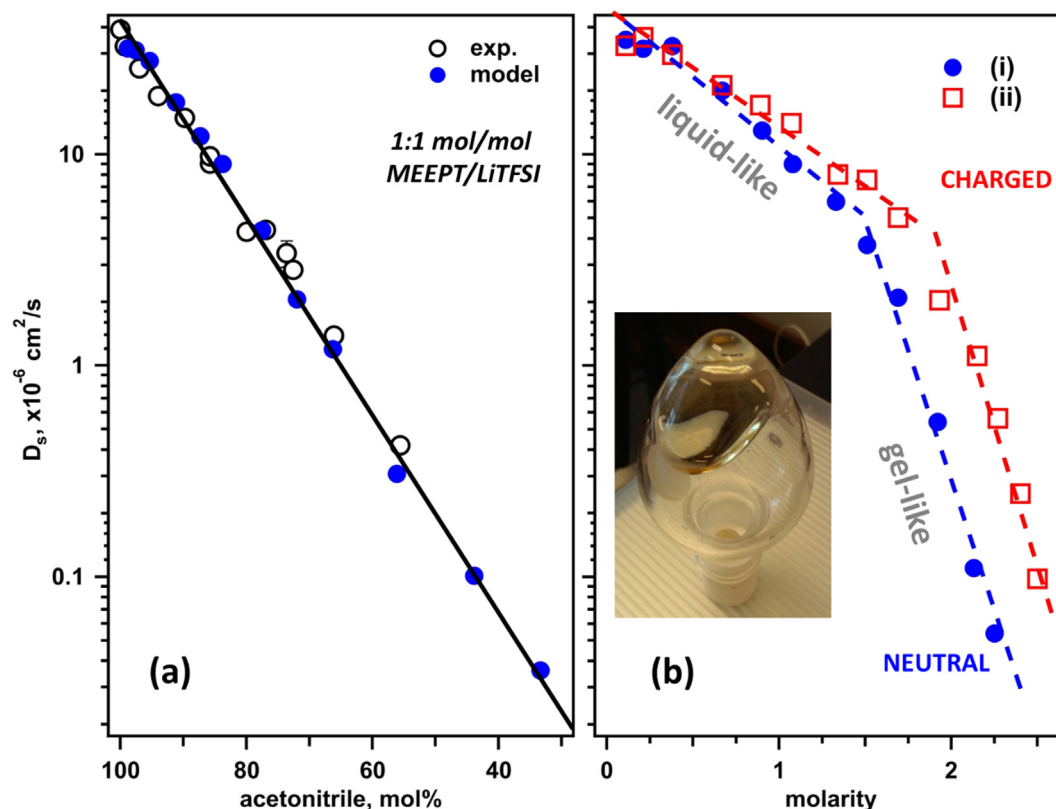 exp.
model
1:1 mol/mol
MEEPT/LiTFSI
10
1
0.1
D_s, x10^-6 cm^2/s
(a)
100
80
60
40
acetonitrile, mol%
(i)
(ii)
liquid-like
CHARGED
gel-like
NEUTRAL
(b)
0
1
2
molarity